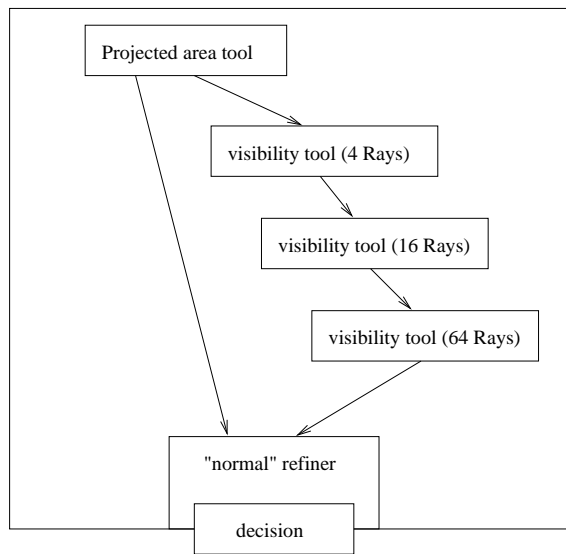 Projected area tool
visibility tool (4 Rays)
visibility tool (16 Rays)
visibility tool (64 Rays)
"normal" refiner
decision